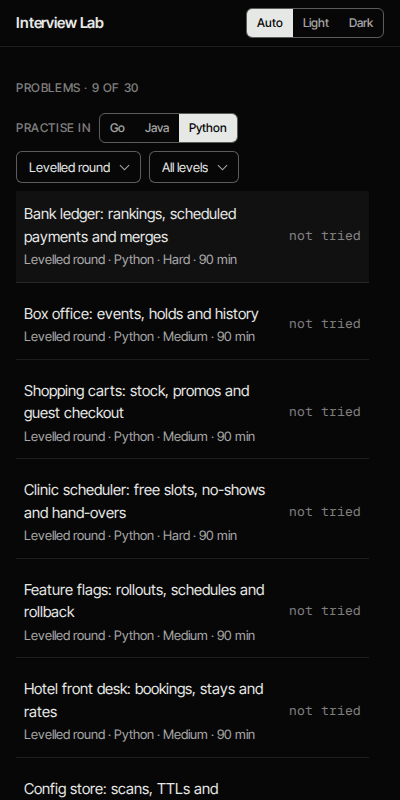 Interview Lab
Auto Light Dark
PROBLEMS · 9 OF 30
PRACTISE IN Go Java Python
Levelled round All levels
Bank ledger: rankings, scheduled
payments and merges
not tried
Levelled round · Python · Hard · 90 min
Box office: events, holds and history
not tried
Levelled round · Python · Medium · 90 min
Shopping carts: stock, promos and
guest checkout
not tried
Levelled round · Python · Medium · 90 min
Clinic scheduler: free slots, no-shows
and hand-overs
not tried
Levelled round · Python · Hard · 90 min
Feature flags: rollouts, schedules and
rollback
not tried
Levelled round · Python · Medium · 90 min
Hotel front desk: bookings, stays and
rates
not tried
Levelled round · Python · Medium · 90 min
Config store: scans, TTLs and